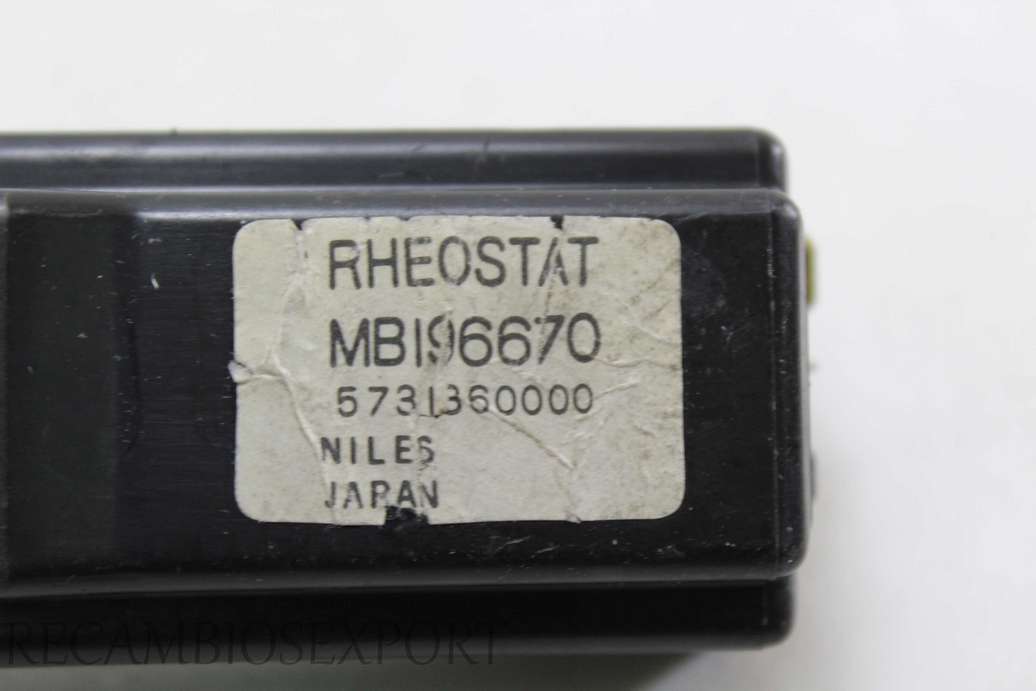 RHEOSTAT
MB196670
5731360000
NILES
JAPAN
RECAMBIOSEXPORT